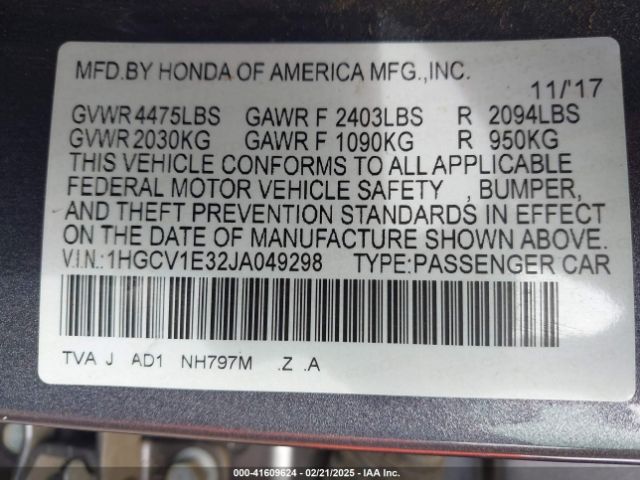 MFD.BY HONDA OF AMERICA MFG.,INC.
11/'17
GVWR 4475LBS GAWR F 2403LBS R 2094LBS
GVWR 2030KG GAWR F 1090KG R 950KG
THIS VEHICLE CONFORMS TO ALL APPLICABLE
FEDERAL MOTOR VEHICLE SAFETY , BUMPER,
AND THEFT PREVENTION STANDARDS IN EFFECT
ON THE DATE OF MANUFACTURE SHOWN ABOVE.
V.I.N.:1HGCV1E32JA049298 TYPE:PASSENGER CAR
TVA J AD1 NH797M .Z .A
000-41609624 / 02/21/2025 - IAA Inc.